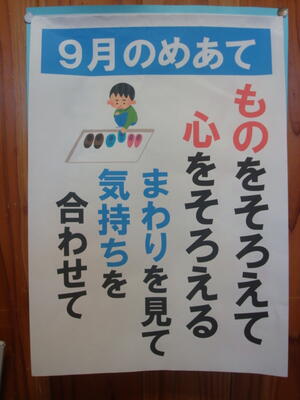 ９月のめあて
ものをそろえて
心をそろえる
まわりを見て
気持ちを
合わせて